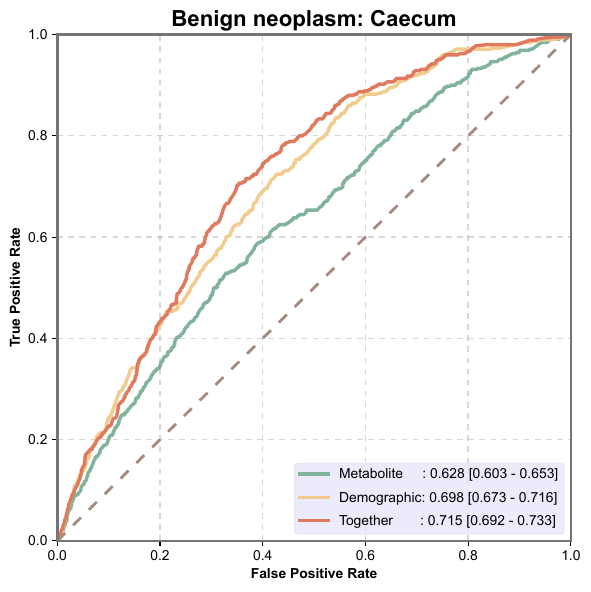 Benign neoplasm: Caecum
1.0
0.8
0.6
0.4
0.2
0.0
True Positive Rate
Metabolite : 0.628 [0.603 - 0.653]
Demographic: 0.698 [0.673 - 0.716]
Together : 0.715 [0.692 - 0.733]
0.0 0.2 0.4 0.6 0.8 1.0
False Positive Rate